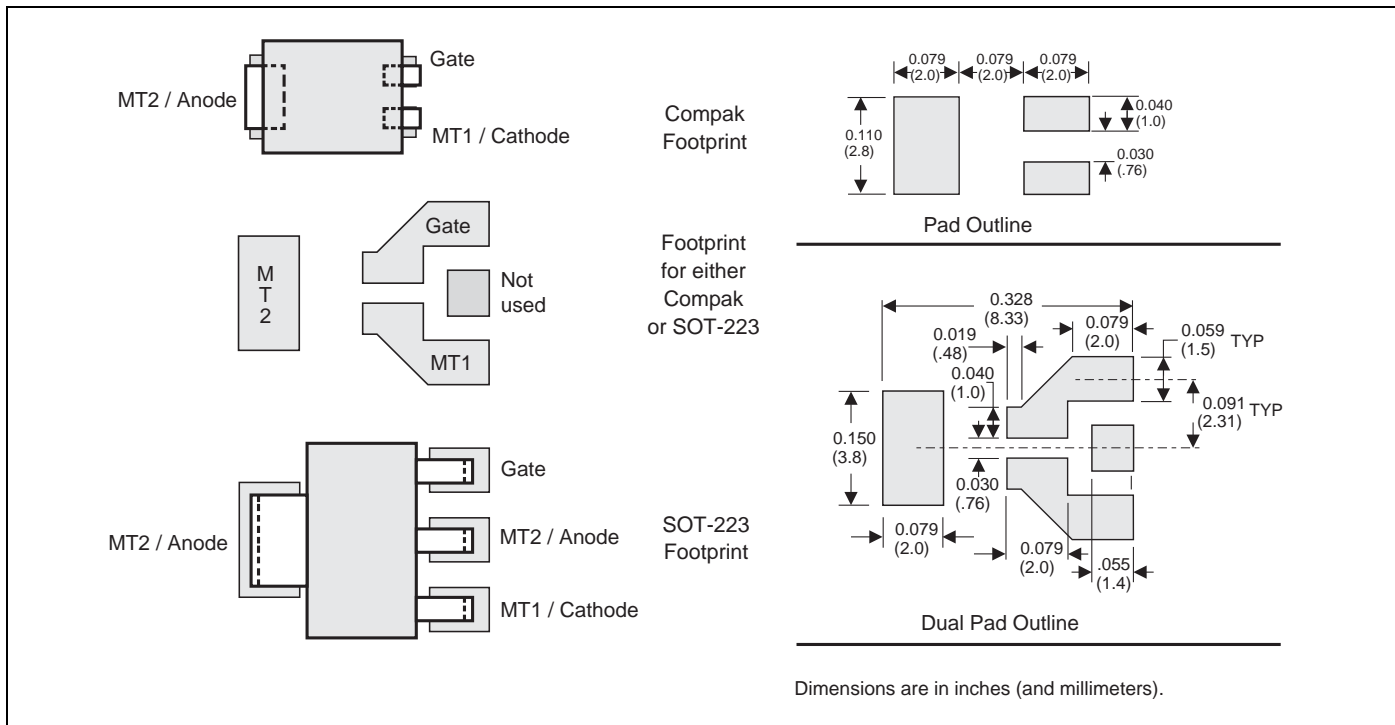 Gate
MT2 / Anode
MT1 / Cathode
Compak
Footprint
0.079
(2.0)
0.079
(2.0)
0.079
(2.0)
0.110
(2.8)
0.040
(1.0)
0.030
(.76)
Pad Outline
M
T
2
Gate
Not
used
MT1
Footprint
for either
Compak
or SOT-223
0.328
(8.33)
0.019
(.48)
0.079
(2.0)
0.059
(1.5)
TYP
0.040
(1.0)
0.091
(2.31)
TYP
0.150
(3.8)
0.030
(.76)
0.079
(2.0)
0.079
(2.0)
.055
(1.4)
Dual Pad Outline
Gate
MT2 / Anode
MT2 / Anode
MT1 / Cathode
SOT-223
Footprint
Dimensions are in inches (and millimeters).